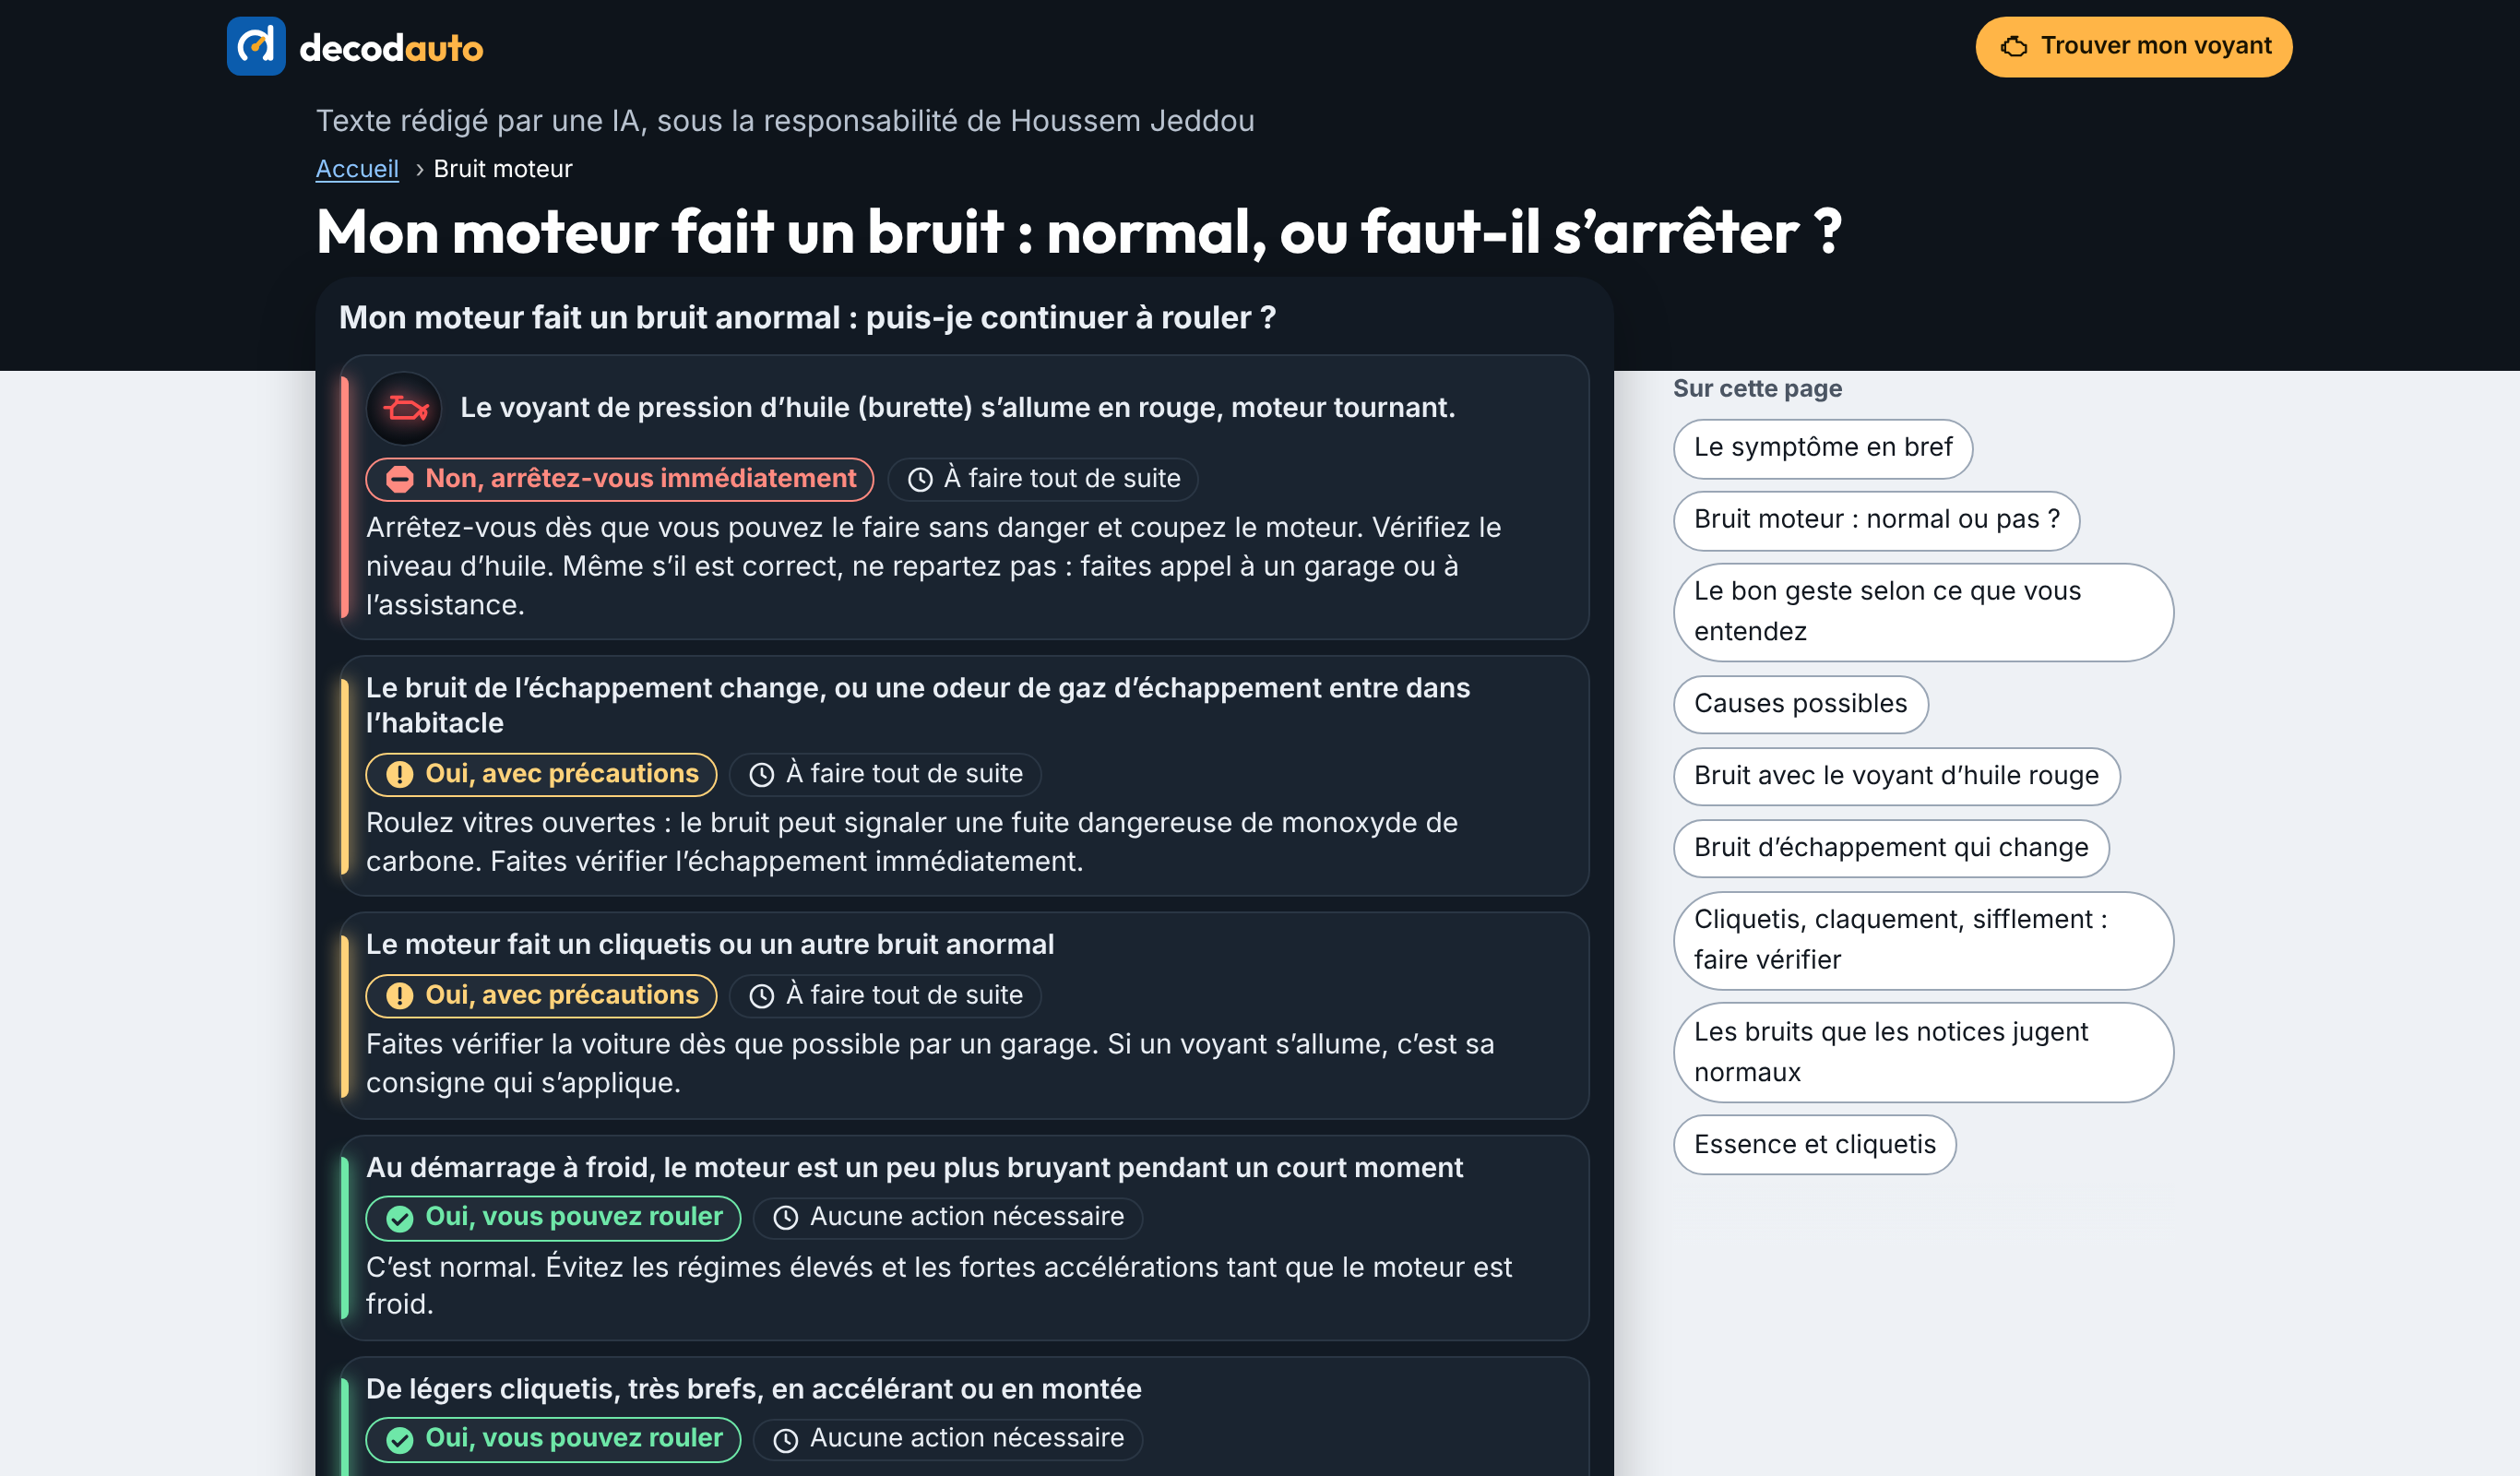 decodauto
Trouver mon voyant
Texte rédigé par une IA, sous la responsabilité de Houssem Jeddou
Accueil › Bruit moteur
Mon moteur fait un bruit : normal, ou faut-il s’arrêter ?
Mon moteur fait un bruit anormal : puis-je continuer à rouler ?
Le voyant de pression d’huile (burette) s’allume en rouge, moteur tournant.
Non, arrêtez-vous immédiatement
À faire tout de suite
Arrêtez-vous dès que vous pouvez le faire sans danger et coupez le moteur. Vérifiez le
niveau d’huile. Même s’il est correct, ne repartez pas : faites appel à un garage ou à
l’assistance.
Le bruit de l’échappement change, ou une odeur de gaz d’échappement entre dans
l’habitacle
Oui, avec précautions
À faire tout de suite
Roulez vitres ouvertes : le bruit peut signaler une fuite dangereuse de monoxyde de
carbone. Faites vérifier l’échappement immédiatement.
Le moteur fait un cliquetis ou un autre bruit anormal
Oui, avec précautions
À faire tout de suite
Faites vérifier la voiture dès que possible par un garage. Si un voyant s’allume, c’est sa
consigne qui s’applique.
Au démarrage à froid, le moteur est un peu plus bruyant pendant un court moment
Oui, vous pouvez rouler
Aucune action nécessaire
C’est normal. Évitez les régimes élevés et les fortes accélérations tant que le moteur est
froid.
De légers cliquetis, très brefs, en accélérant ou en montée
Oui, vous pouvez rouler
Aucune action nécessaire
Sur cette page
Le symptôme en bref
Bruit moteur : normal ou pas ?
Le bon geste selon ce que vous
entendez
Causes possibles
Bruit avec le voyant d’huile rouge
Bruit d’échappement qui change
Cliquetis, claquement, sifflement :
faire vérifier
Les bruits que les notices jugent
normaux
Essence et cliquetis